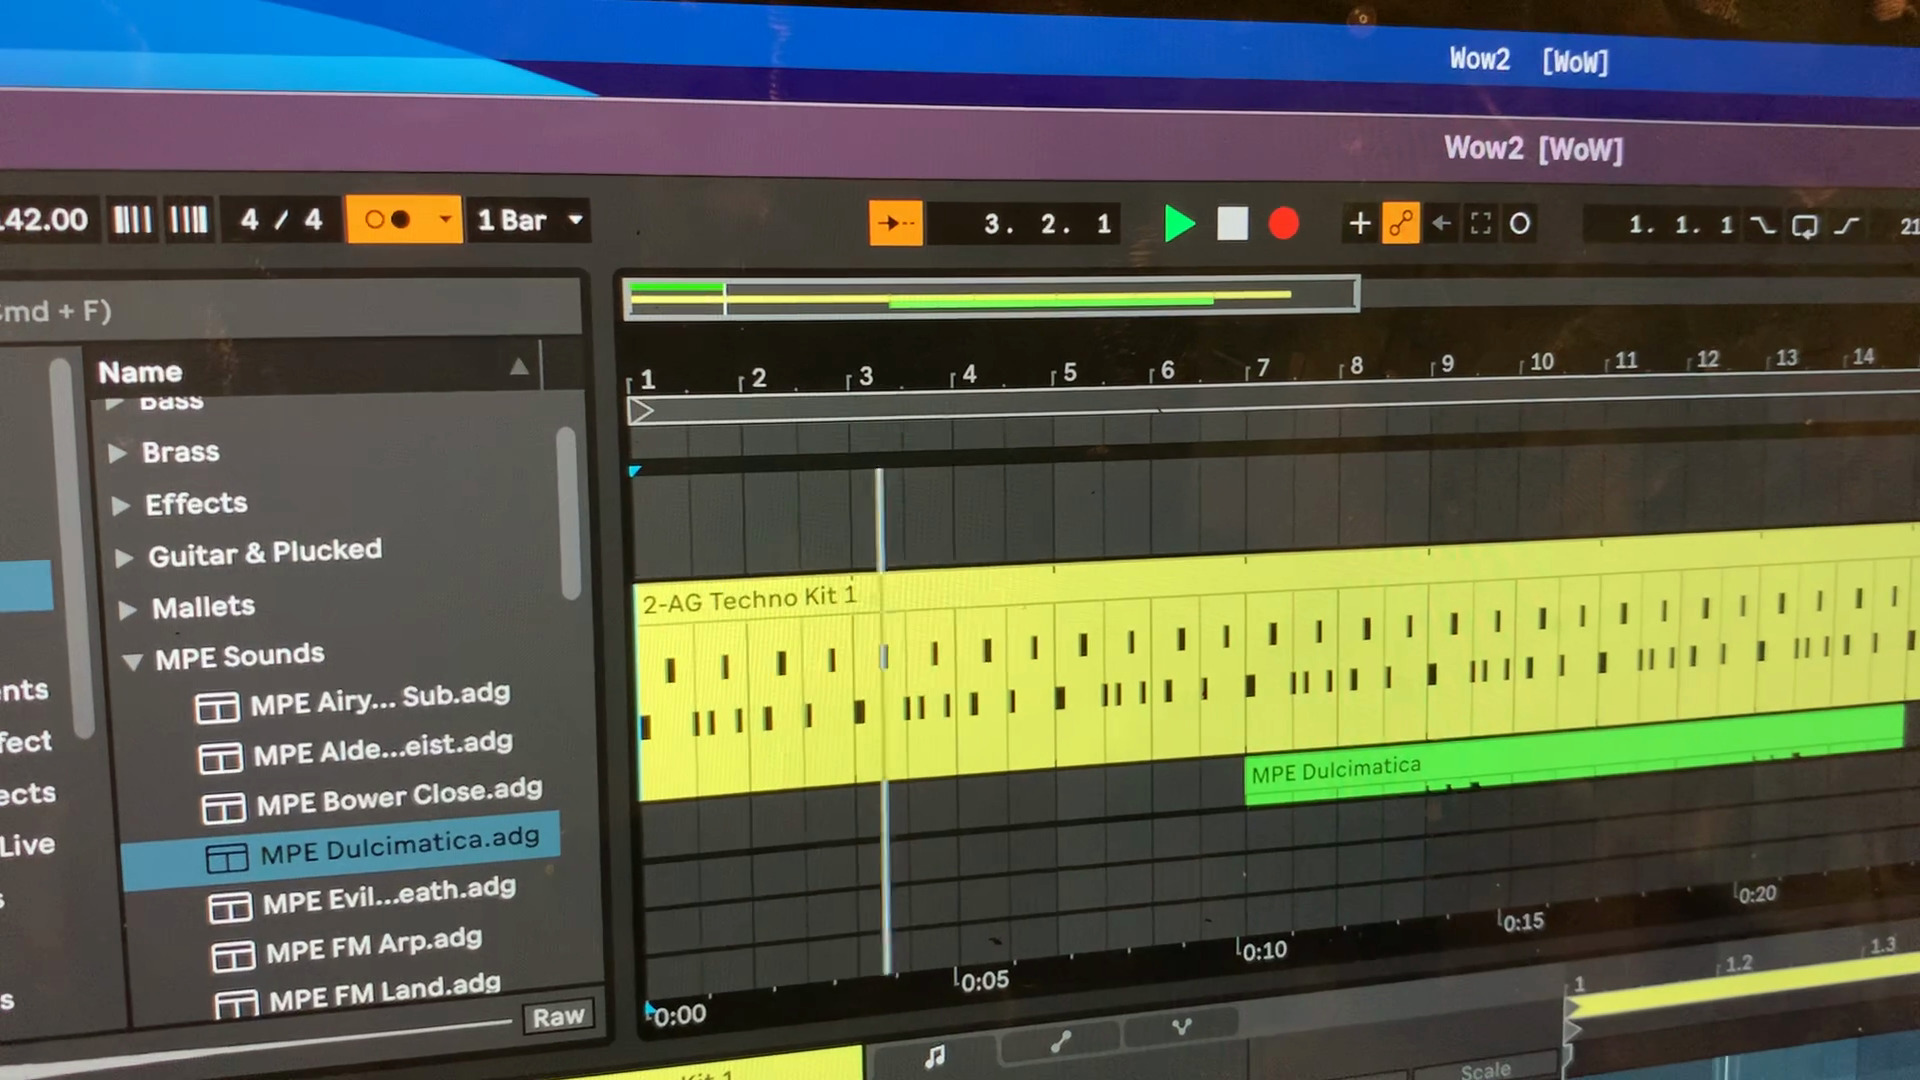 Wow2 [WoW]
Wow2 [WoW]
42.00 4 / 4 1 Bar 3. 2. 1 1. 1. 1 21
md + F)
Name
Bass
Brass
Effects
Guitar & Plucked
Mallets
MPE Sounds
MPE Airy... Sub.adg
MPE Alde...eist.adg
MPE Bower Close.adg
MPE Dulcimatica.adg
MPE Evil...eath.adg
MPE FM Arp.adg
MPE FM Land.adg
Raw
nts
fect
ects
Live
s
1 2 3 4 5 6 7 8 9 10 11 12 13 14
2-AG Techno Kit 1
MPE Dulcimatica
0:00 0:05 0:10 0:15 0:20
1 1.2 1.3
Kit 1
Scale